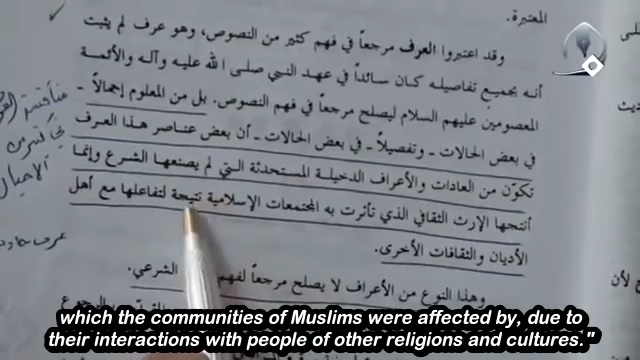 المعتبرة.
وقد اعتبروا العرف مرجعاً في فهم كثير من النصوص، وهو عرف لم يثبت
أنه بجميع تفاصيله كان سائداً في عهد النبي صلى الله عليه وآله والأئمة
المعصومين عليهم السلام ليصلح مرجعاً في فهم النصوص. بل من المعلوم إجمالاً -
في بعض الحالات - وتفصيلاً - في بعض الحالات - أن بعض عناصر هذا العرف
تكوّن من العادات والأعراف الدخيلة المستحدثة التي لم يصنعها الشرع وإنما
أنتجها الإرث الثقافي الذي تأثرت به المجتمعات الإسلامية نتيجة لتفاعلها مع أهل
الأديان والثقافات الأخرى.
وهذا النوع من الأعراف لا يصلح مرجعاً لفهم الشرعي.
which the communities of Muslims were affected by, due to
their interactions with people of other religions and cultures."